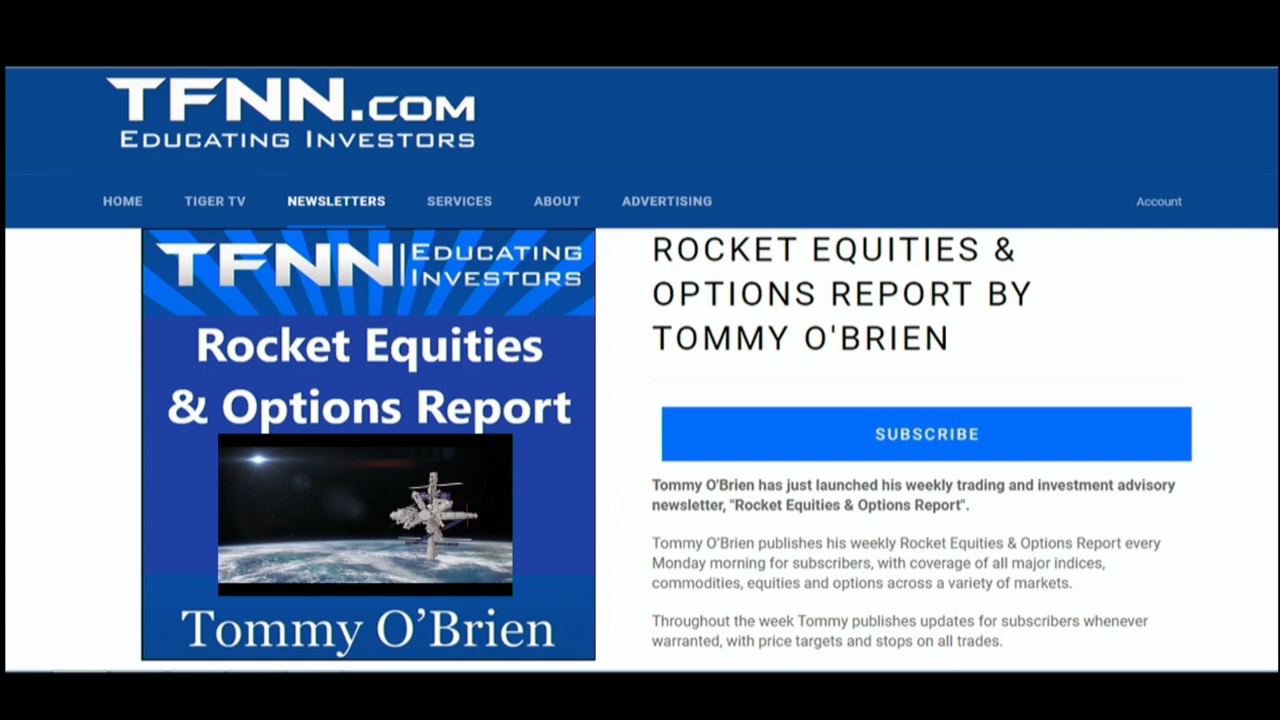 TFNN.COM
EDUCATING INVESTORS
HOME TIGER TV NEWSLETTERS SERVICES ABOUT ADVERTISING Account
TFNN | EDUCATING INVESTORS
Rocket Equities
& Options Report
Tommy O’Brien
ROCKET EQUITIES &
OPTIONS REPORT BY
TOMMY O'BRIEN
SUBSCRIBE
Tommy O'Brien has just launched his weekly trading and investment advisory
newsletter, "Rocket Equities & Options Report".
Tommy O’Brien publishes his weekly Rocket Equities & Options Report every
Monday morning for subscribers, with coverage of all major indices,
commodities, equities and options across a variety of markets.
Throughout the week Tommy publishes updates for subscribers whenever
warranted, with price targets and stops on all trades.